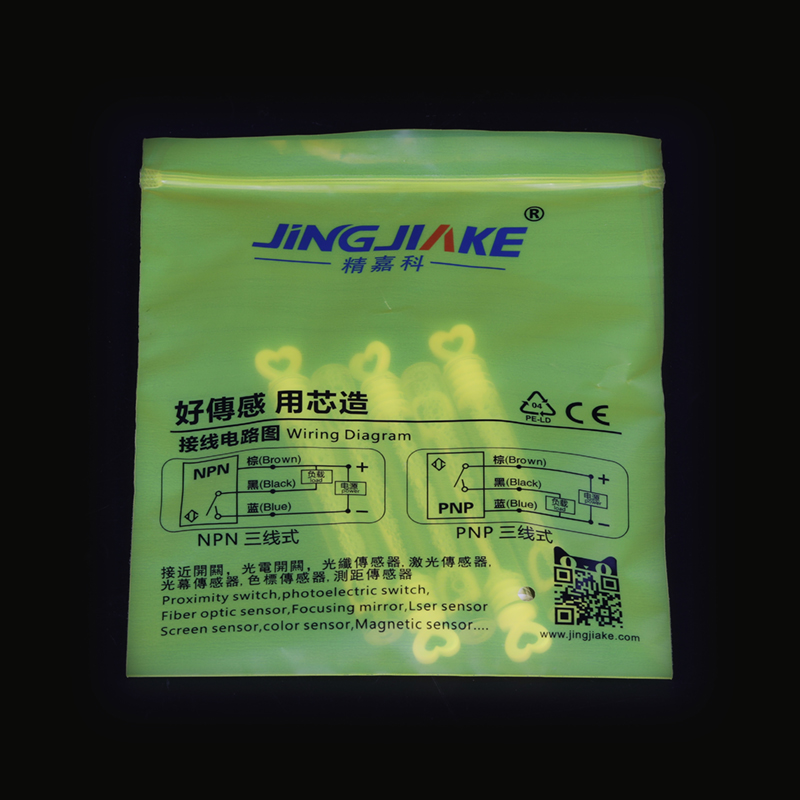 JiNGJIAKE®
精嘉科
好傳感 用芯造
04
PE-LD
CE
接线电路图 Wiring Diagram
NPN
棕(Brown)
+
负载
load
黑(Black)
电源
power
蓝(Blue)
−
NPN 三线式
棕(Brown)
+
黑(Black)
电源
power
负载
load
PNP
蓝(Blue)
−
PNP 三线式
接近開關，光電開關，光纖傳感器,激光傳感器,
光幕傳感器,色標傳感器,測距傳感器
Proximity switch,photoelectric switch,
Fiber optic sensor,Focusing mirror,Lser sensor
Screen sensor,color sensor,Magnetic sensor....
www.jingjiake.com